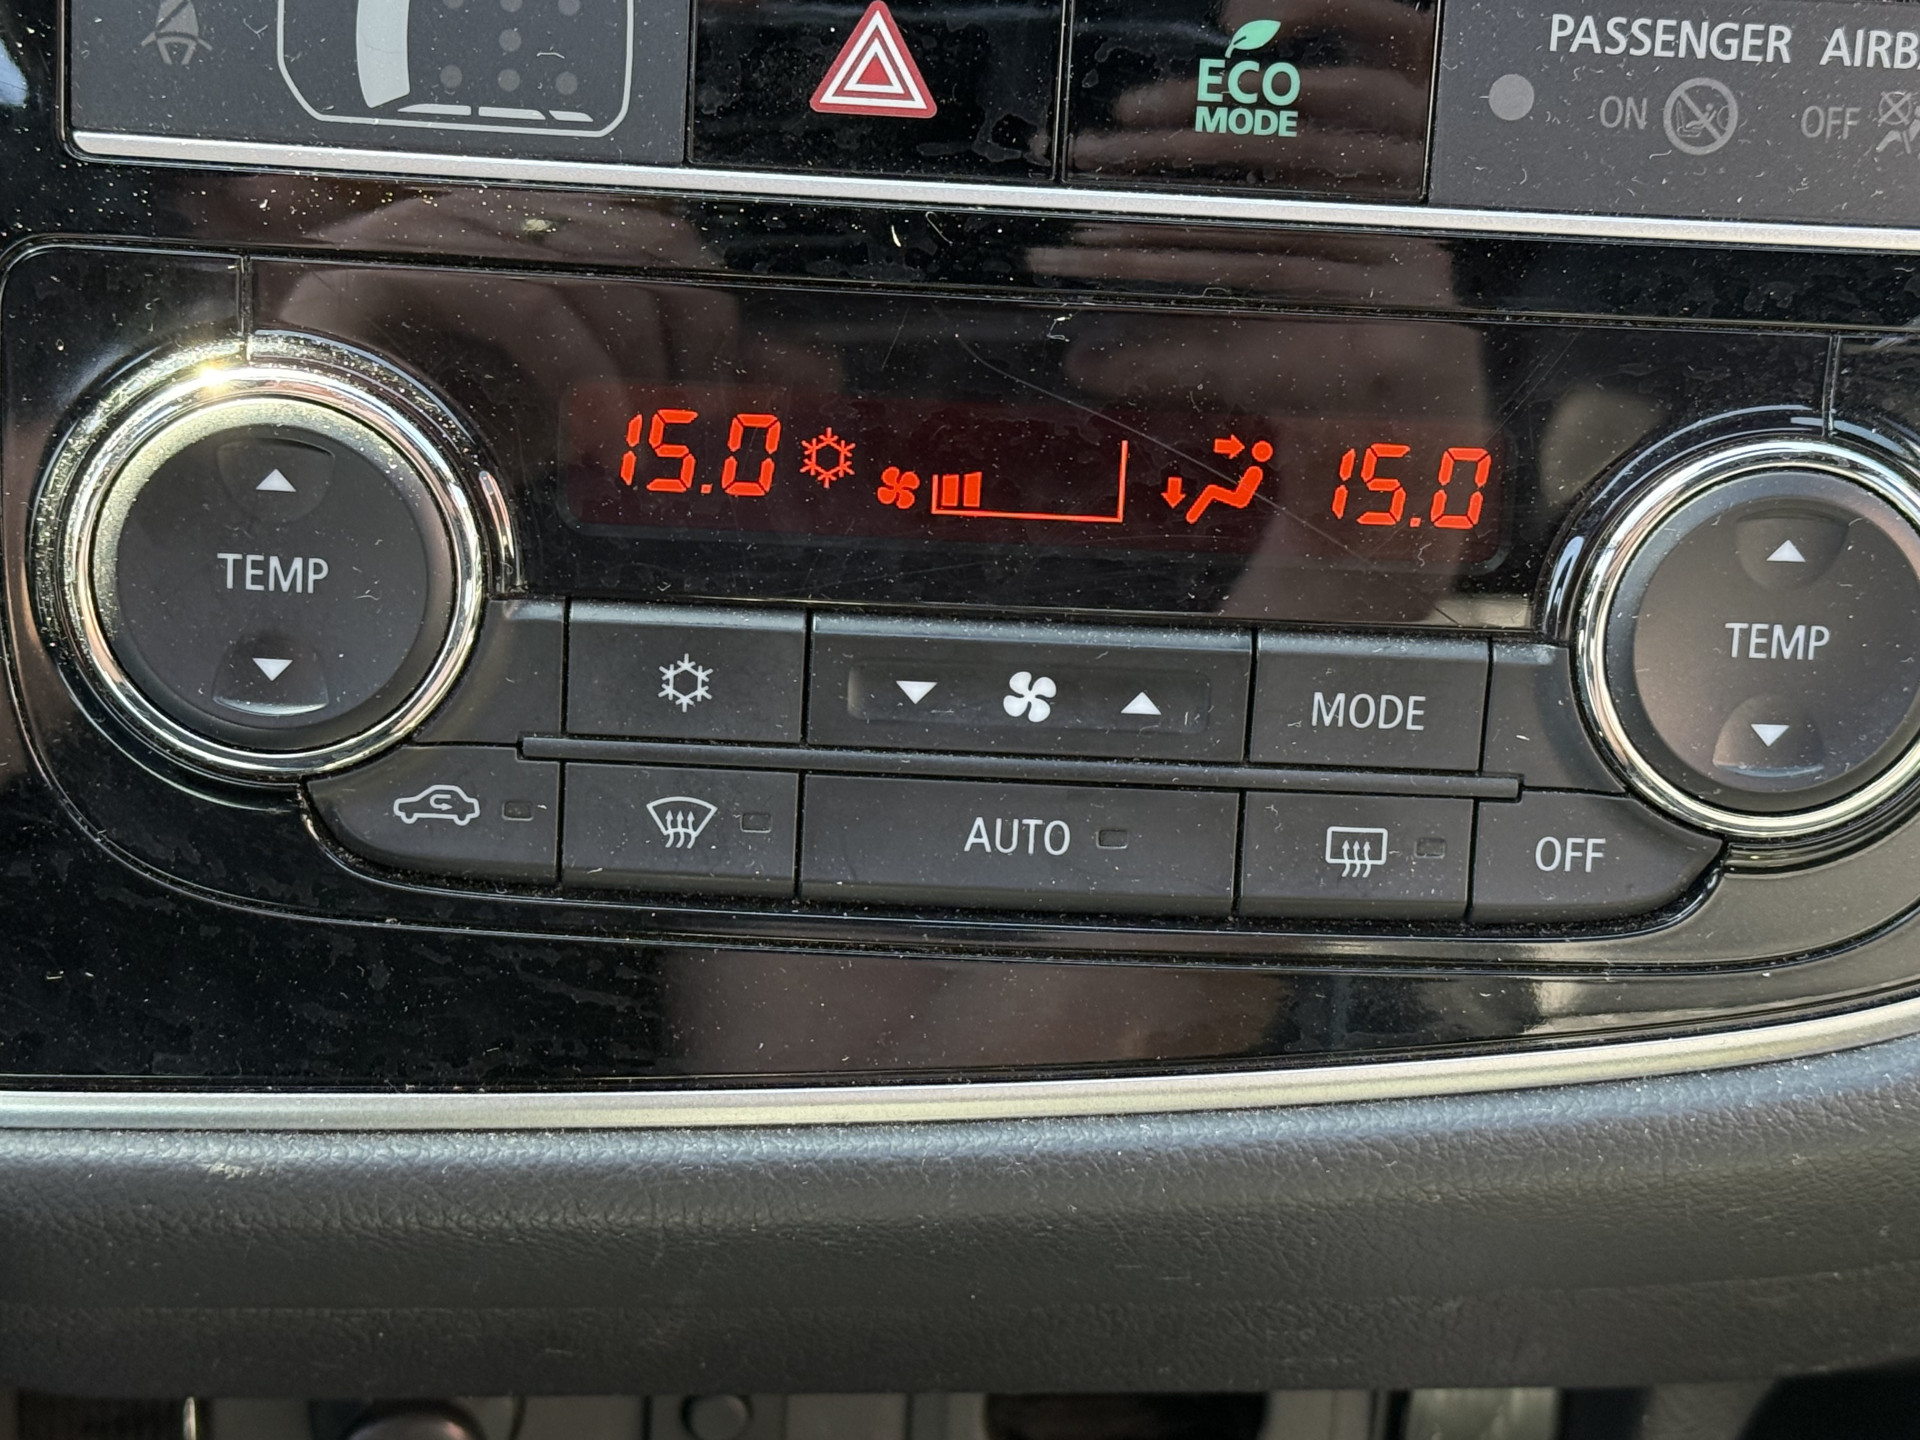 ECO
MODE
PASSENGER AIRB
ON OFF
15.0 15.0
TEMP
TEMP
MODE
AUTO
OFF